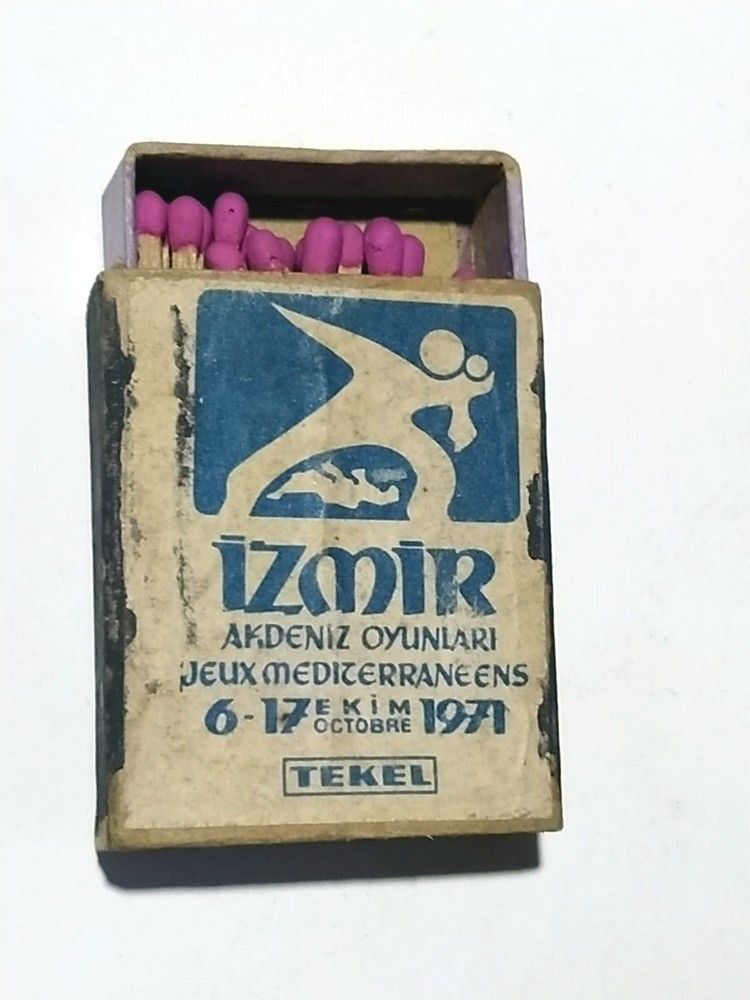 İZMİR
AKDENİZ OYUNLARI
JEUX MEDITERRANEENS
6-17 EKİM OCTOBRE 1971
TEKEL